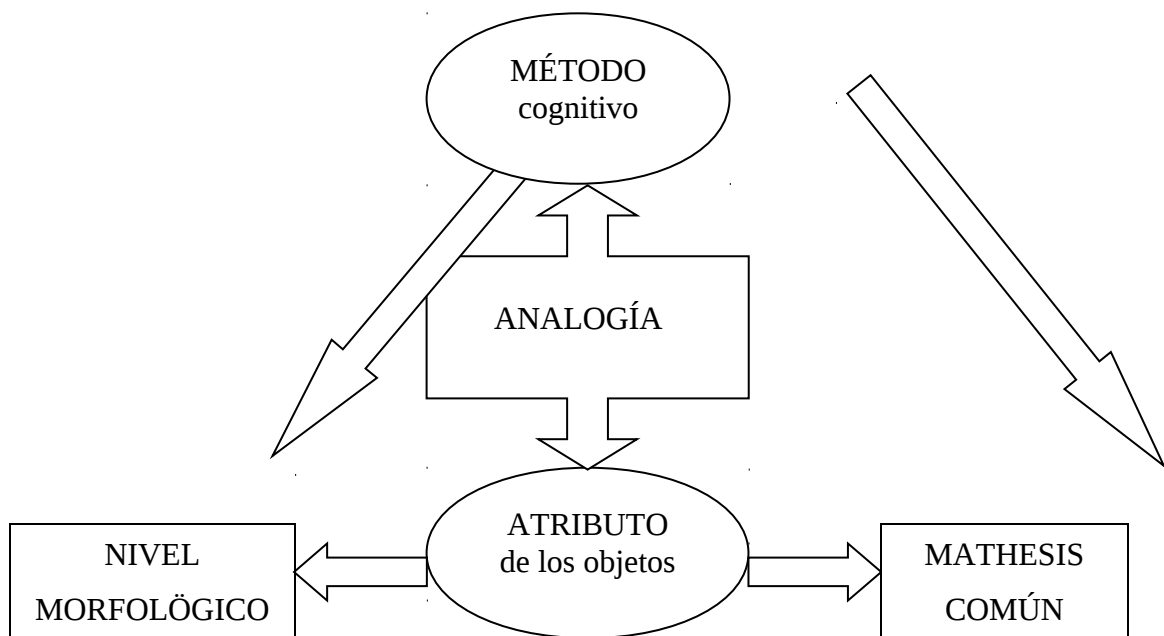 MÉTODO
cognitivo
ANALOGÍA
ATRIBUTO
de los objetos
NIVEL
MORFOLÖGICO
MATHESIS
COMÚN